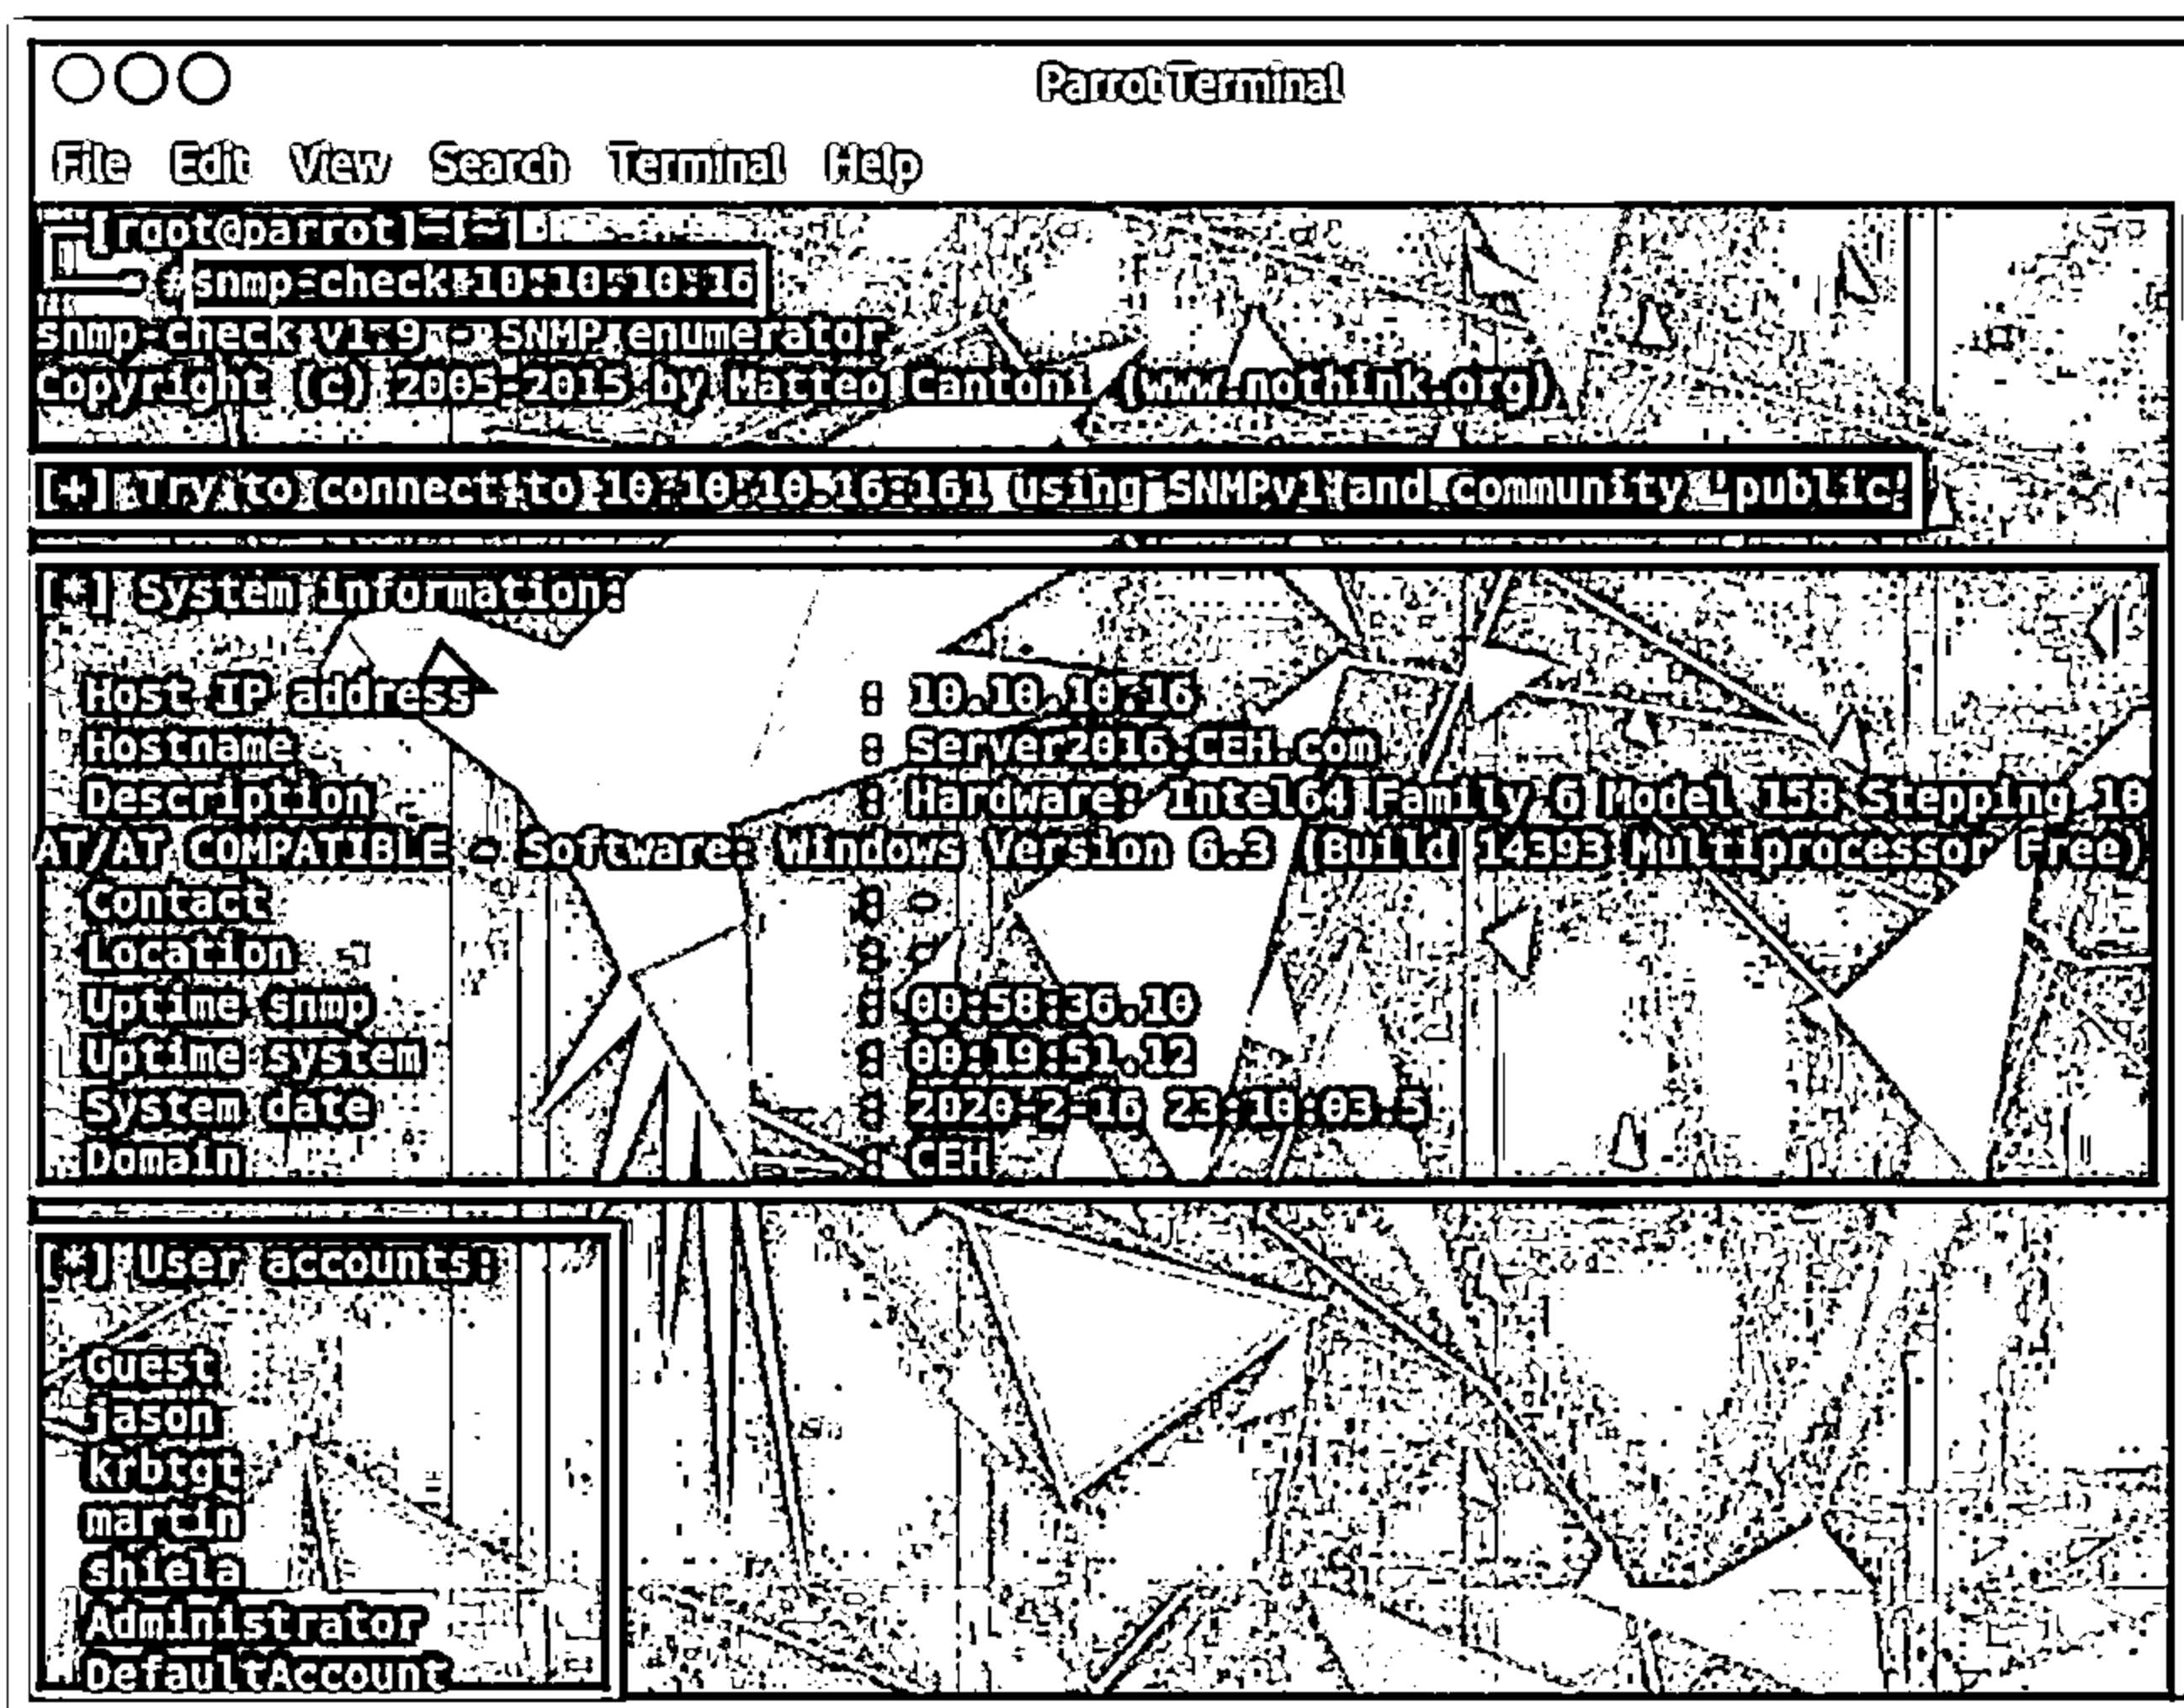 Parrot Terminal
File Edit View Search Terminal Help
[root@parrot]-[~]
#snmp-check 10.10.10.16
snmp-check v1.9 - SNMP enumerator
Copyright (c) 2005-2015 by Matteo Cantoni (www.nothink.org)
[+] Try to connect to 10.10.10.16:161 using SNMPv1 and community 'public'
[*] System information:
Host IP address : 10.10.10.16
Hostname : Server2016.CEH.com
Description : Hardware: Intel64 Family 6 Model 158 Stepping 10
AT/AT COMPATIBLE - Software: Windows Version 6.3 (Build 14393 Multiprocessor Free)
Contact : -
Location : -
Uptime snmp : 00:58:36.10
Uptime system : 00:19:51.12
System date : 2020-2-16 23:10:03.5
Domain : CEH
[*] User accounts:
Guest
jason
krbtgt
martin
shiela
Administrator
DefaultAccount